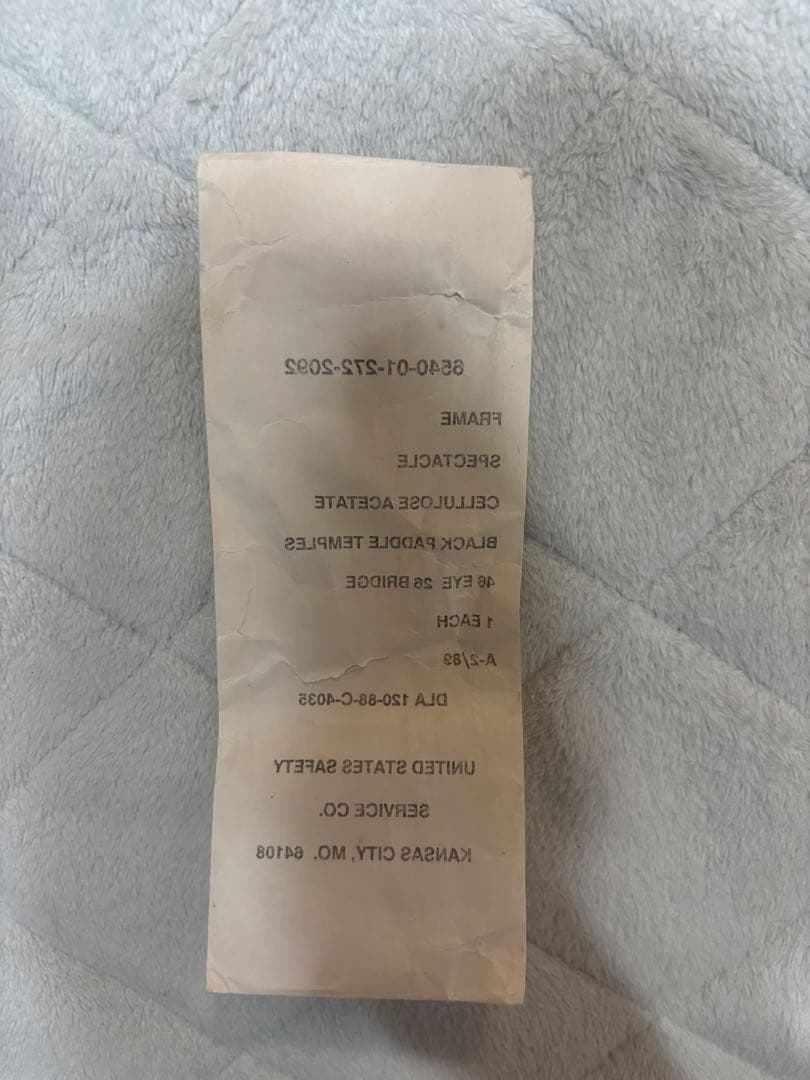 6540-01-272-2092
FRAME
SPECTACLE
CELLULOSE ACETATE
BLACK PADDLE TEMPLES
46 EYE 26 BRIDGE
1 EACH
A-2/89
DLA 120-88-C-4035
UNITED STATES SAFETY
SERVICE CO.
KANSAS CITY, MO. 64108